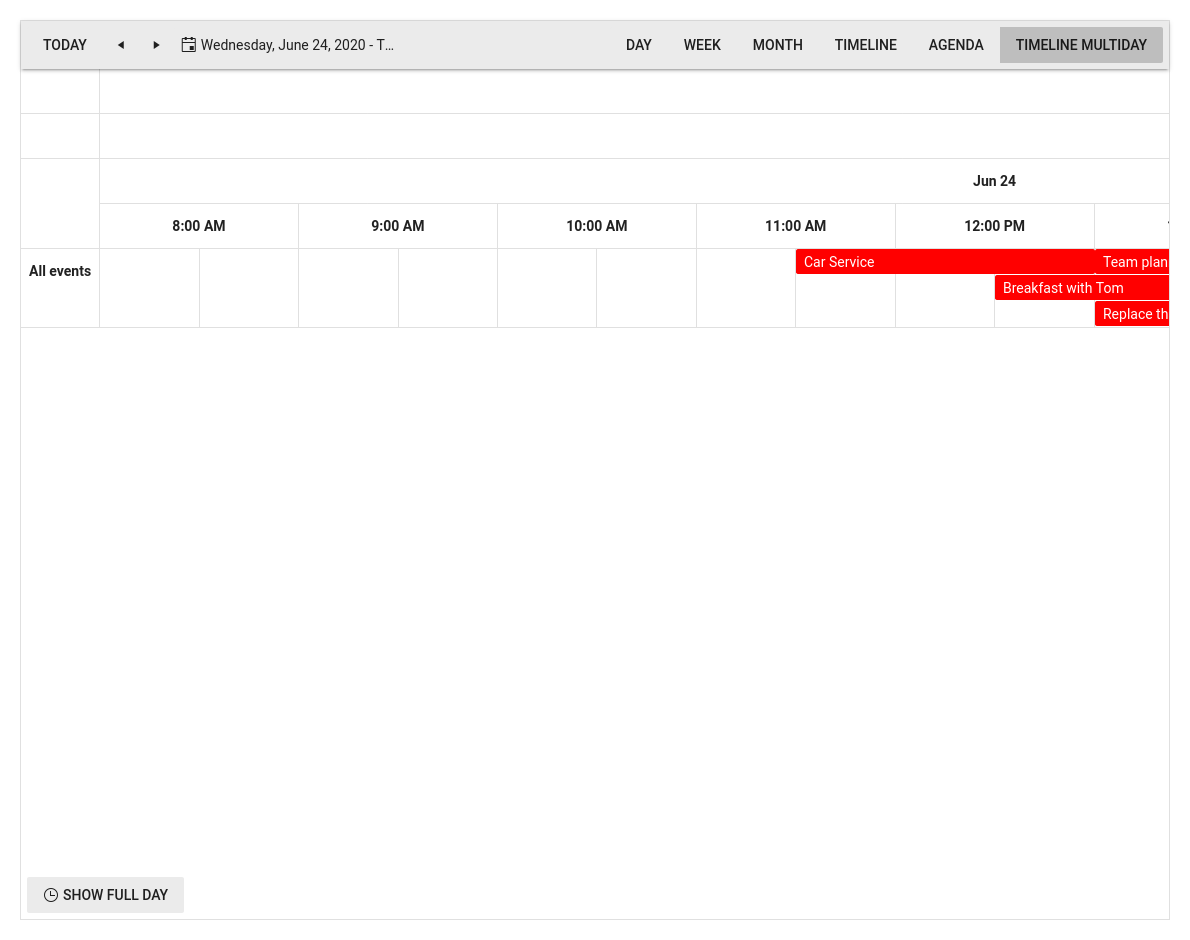 TODAY Wednesday, June 24, 2020 - T... DAY WEEK MONTH TIMELINE AGENDA TIMELINE MULTIDAY
Jun 24
8:00 AM 9:00 AM 10:00 AM 11:00 AM 12:00 PM
All events
Car Service Team plan
Breakfast with Tom
Replace th
SHOW FULL DAY